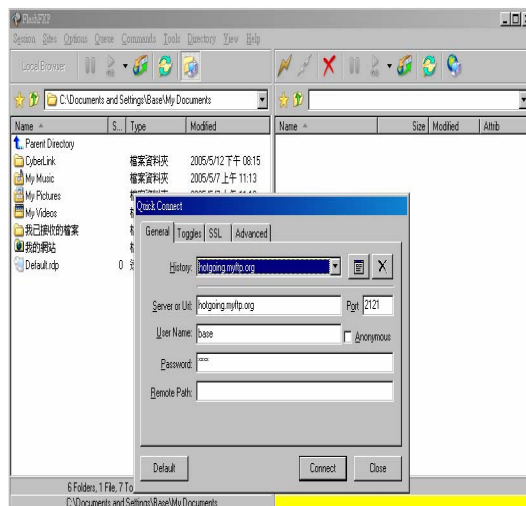 FlashFXP
Session Sites Options Queue Commands Tools Directory View Help
Local Browser
C:\Documents and Settings\Base\My Documents
Name S... Type Modified
Name Size Modified Attrib
Parent Directory
CyberLink 檔案資料夾 2005/5/12 下午 08:15
My Music 檔案資料夾 2005/5/7 上午 11:13
My Pictures
My Videos
我已接收的檔案
我的網站
Default.rdp 0
Quick Connect
General Toggles SSL Advanced
History: hotgoing.myftp.org
Server or Url: hotgoing.myftp.org Port 2121
User Name: base Anonymous
Password: ****
Remote Path:
Default Connect Close
6 Folders, 1 File, 7 To
C:\Documents and Settings\Base\My Documents